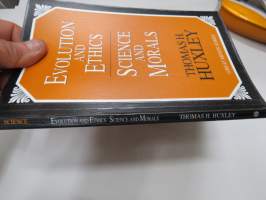 EVOLUTION
AND
ETHICS
SCIENCE
AND
MORALS
THOMAS H.
HUXLEY
SCIENCE
EVOLUTION AND ETHICS SCIENCE AND MORALS
THOMAS H. HUXLEY